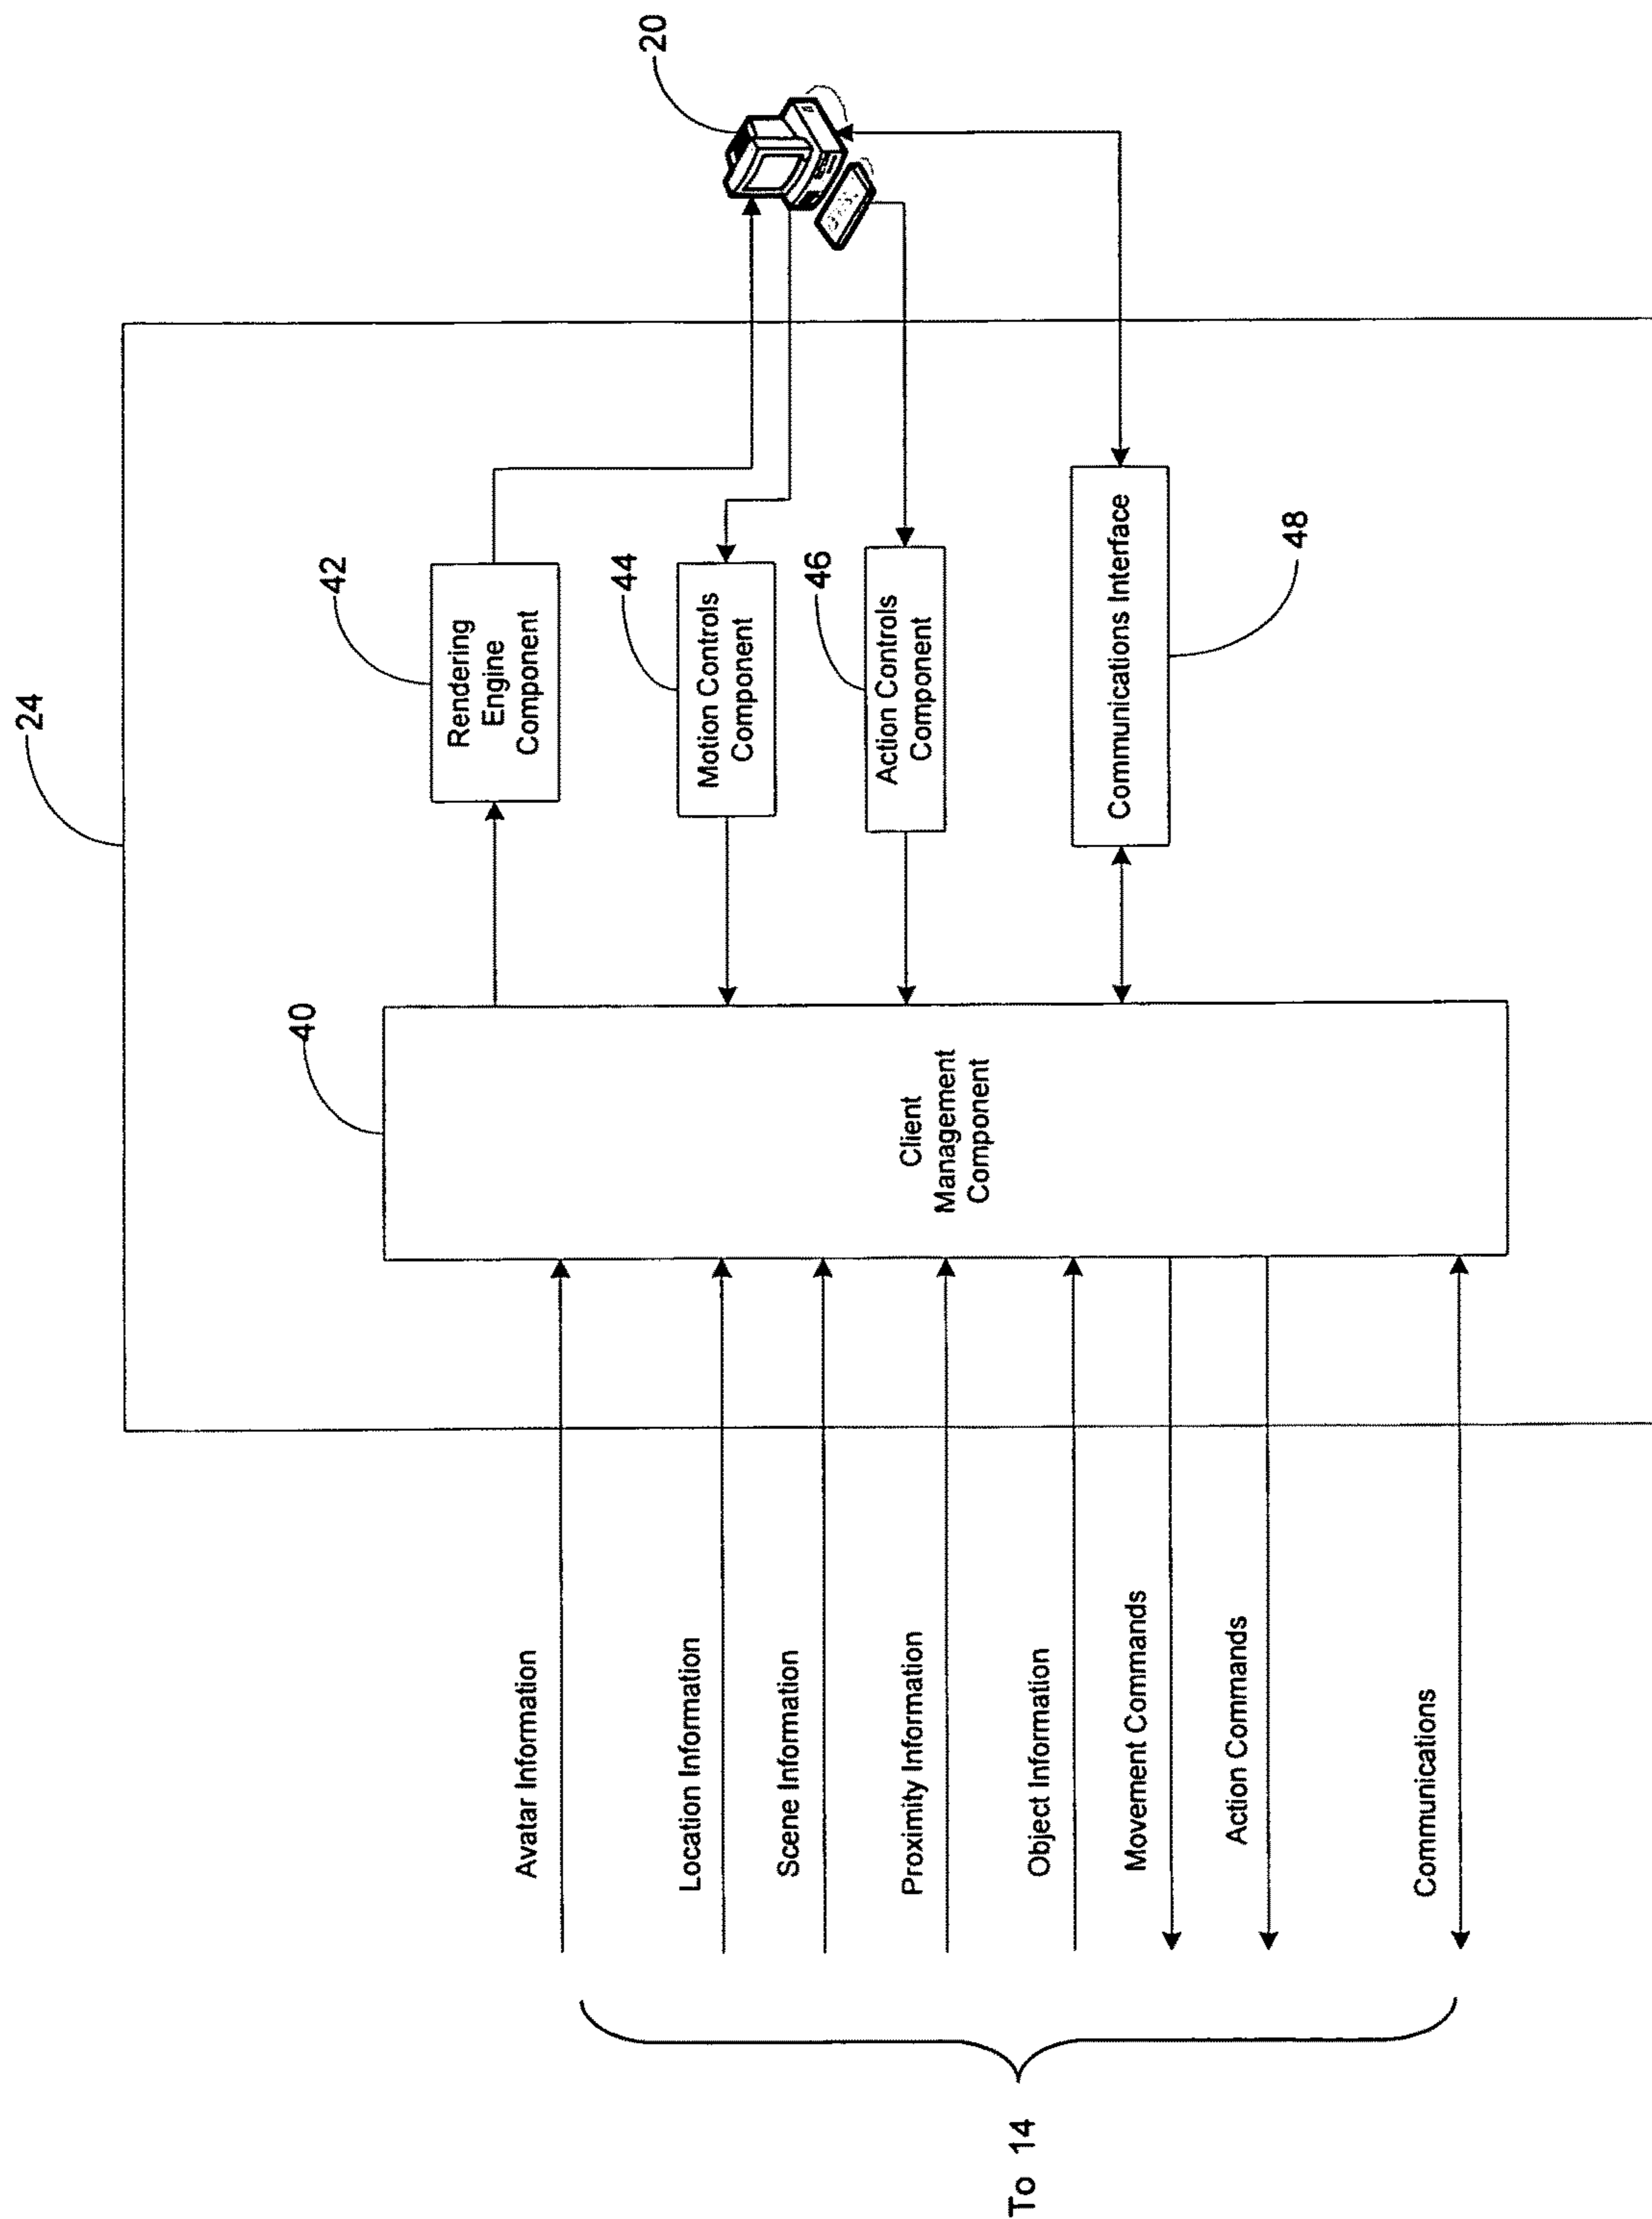 24
20
40
42
Rendering
Engine
Component
44
Motion Controls
Component
46
Action Controls
Component
Communications Interface
48
Client
Management
Component
Avatar Information
Location Information
Scene Information
Proximity Information
Object Information
Movement Commands
Action Commands
Communications
To 14